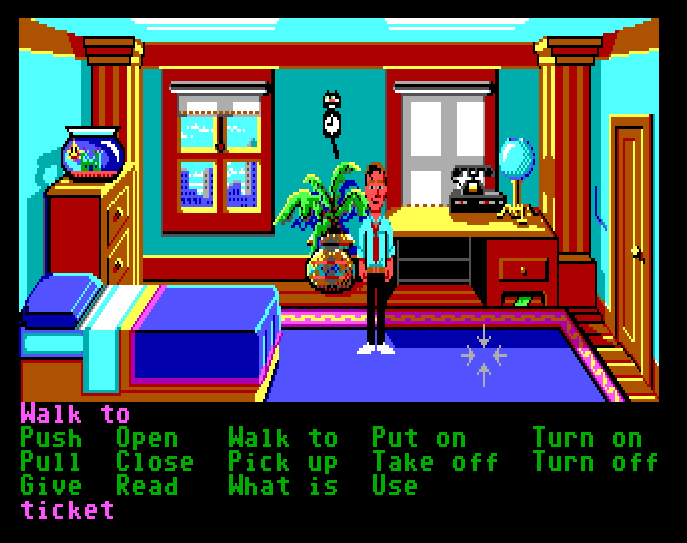 Walk to
Push Open Walk to Put on Turn on
Pull Close Pick up Take off Turn off
Give Read What is Use
ticket